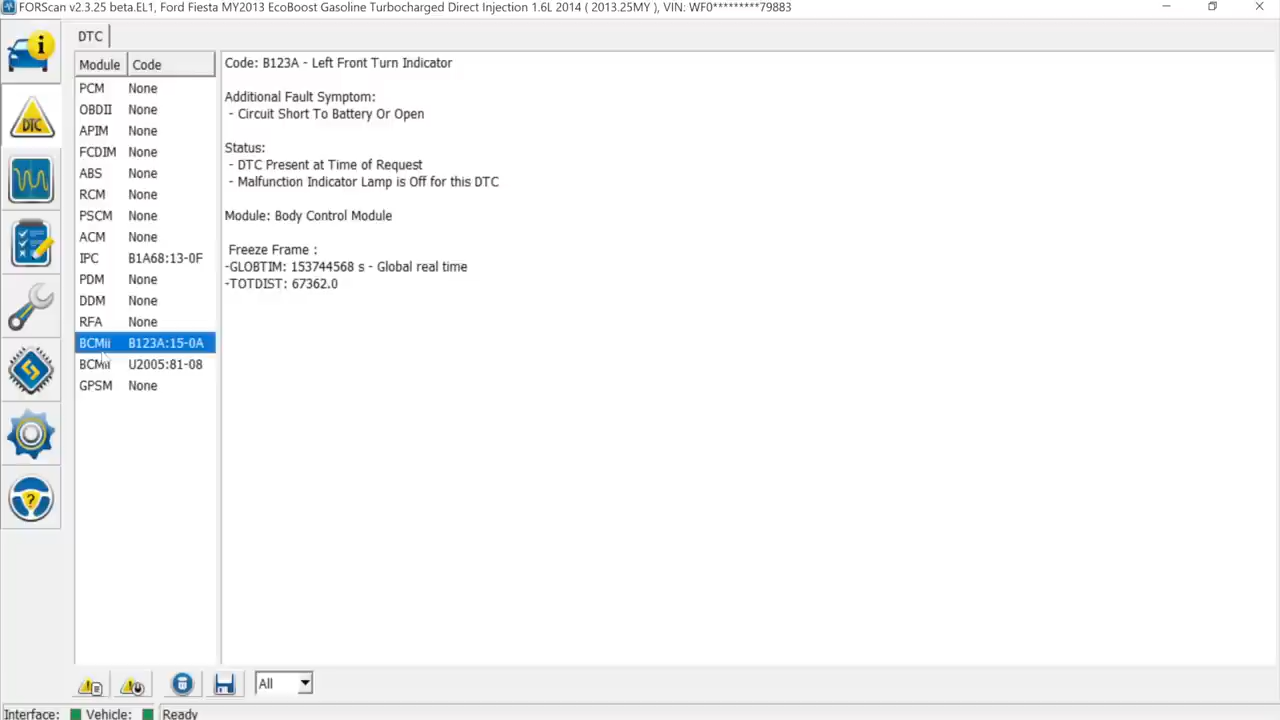 FORScan v2.3.25 beta.EL1, Ford Fiesta MY2013 EcoBoost Gasoline Turbocharged Direct Injection 1.6L 2014 ( 2013.25MY ), VIN: WF0*********79883
DTC
Module Code
PCM None
OBDII None
APIM None
FCDIM None
ABS None
RCM None
PSCM None
ACM None
IPC B1A68:13-0F
PDM None
DDM None
RFA None
BCMii B123A:15-0A
BCMii U2005:81-08
GPSM None
Code: B123A - Left Front Turn Indicator
Additional Fault Symptom:
- Circuit Short To Battery Or Open
Status:
- DTC Present at Time of Request
- Malfunction Indicator Lamp is Off for this DTC
Module: Body Control Module
Freeze Frame :
-GLOBTIM: 153744568 s - Global real time
-TOTDIST: 67362.0
DTC
All
Interface: Vehicle: Ready